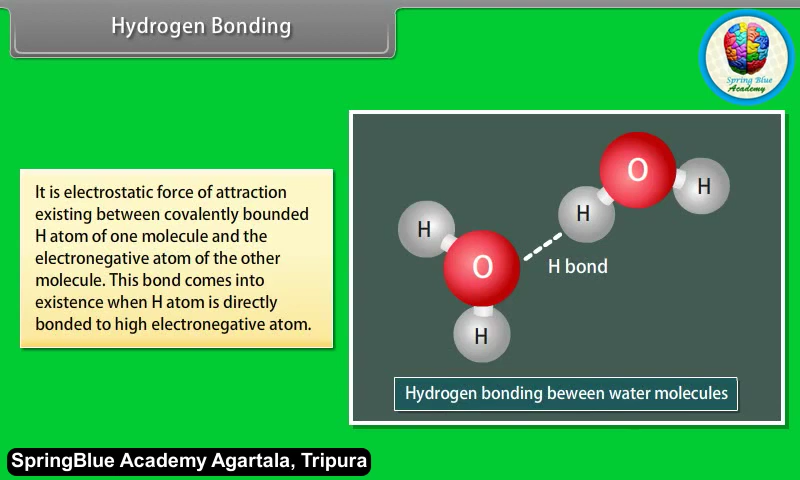 Hydrogen Bonding
Spring Blue
Academy
It is electrostatic force of attraction
existing between covalently bounded
H atom of one molecule and the
electronegative atom of the other
molecule. This bond comes into
existence when H atom is directly
bonded to high electronegative atom.
O
H
H
H
O
H bond
H
Hydrogen bonding beween water molecules
SpringBlue Academy Agartala, Tripura